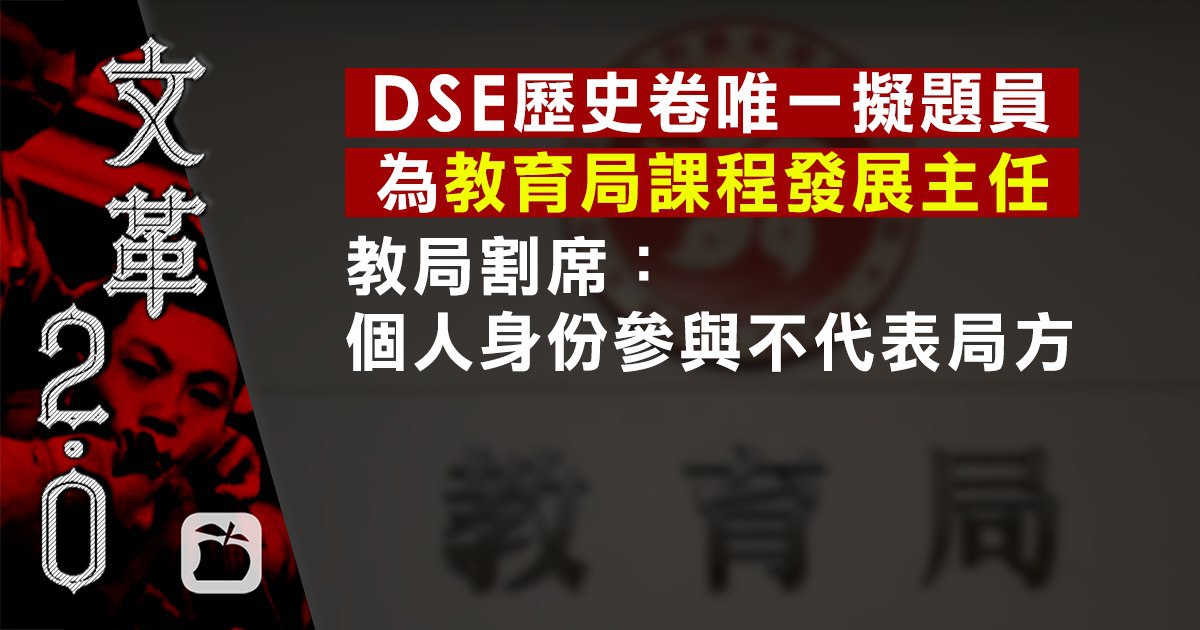 文革2.0
DSE歷史卷唯一擬題員
為教育局課程發展主任
教局割席：
個人身份參與不代表局方
教育局